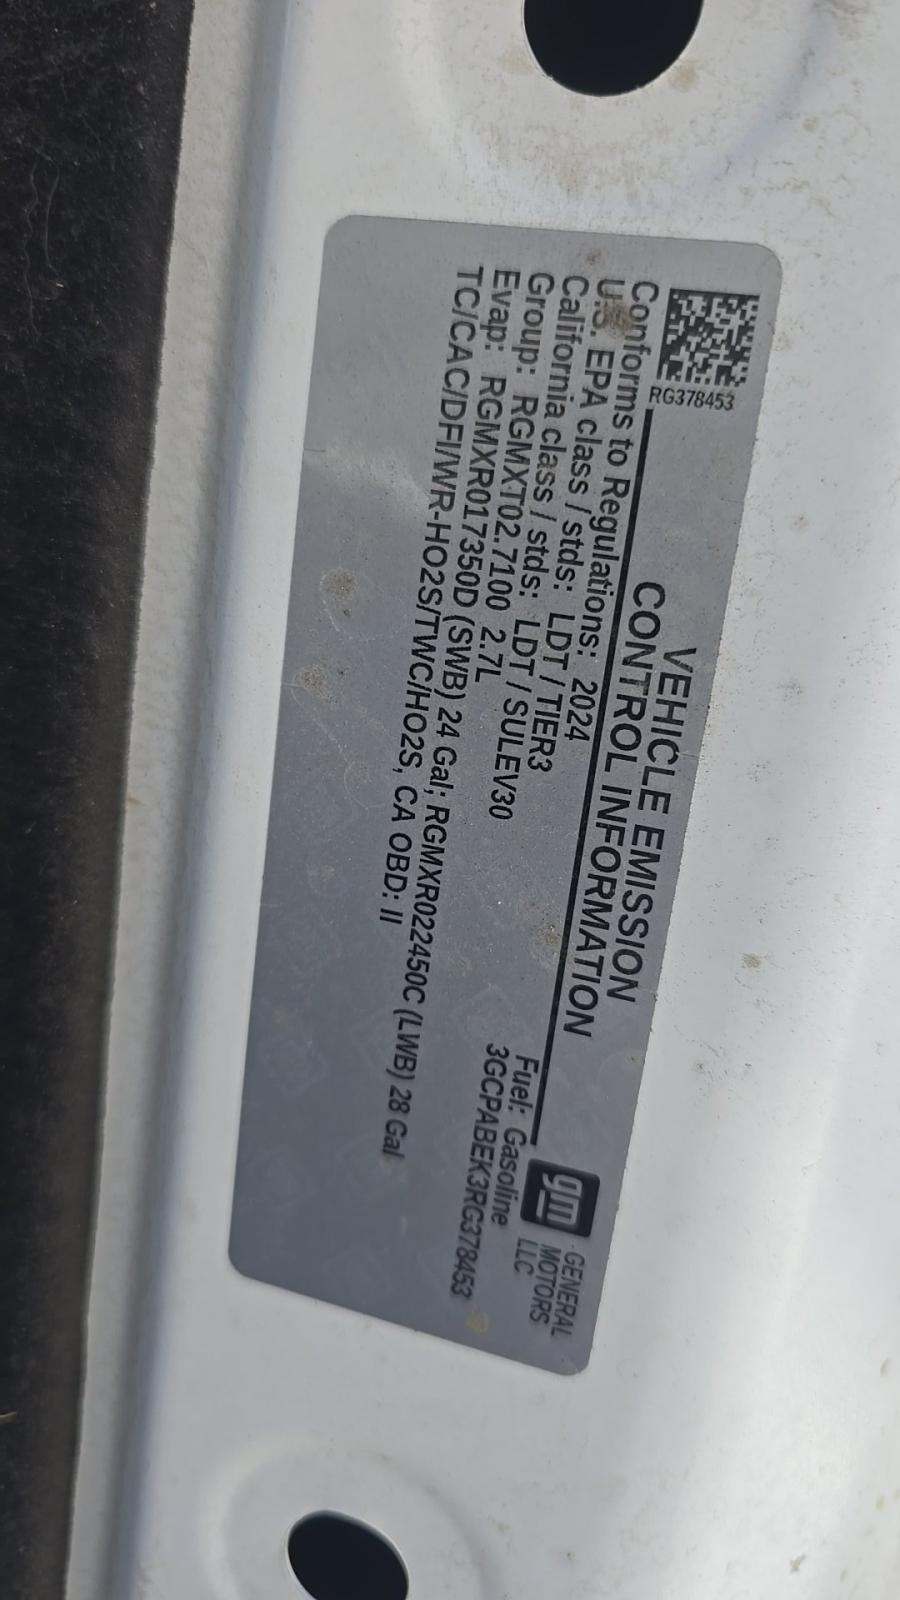 RG378453
VEHICLE EMISSION
CONTROL INFORMATION
gm
GENERAL
MOTORS
LLC
Conforms to Regulations: 2024
Fuel: Gasoline
U.S. EPA class / stds: LDT / TIER3
3GCPABEK3RG378453
California class / stds: LDT / SULEV30
Group: RGMXT02.7100 2.7L
Evap: RGMXR017350D (SWB) 24 Gal; RGMXR022450C (LWB) 28 Gal
TC/CAC/DFI/WR-HO2S/TWC/HO2S, CA OBD: II